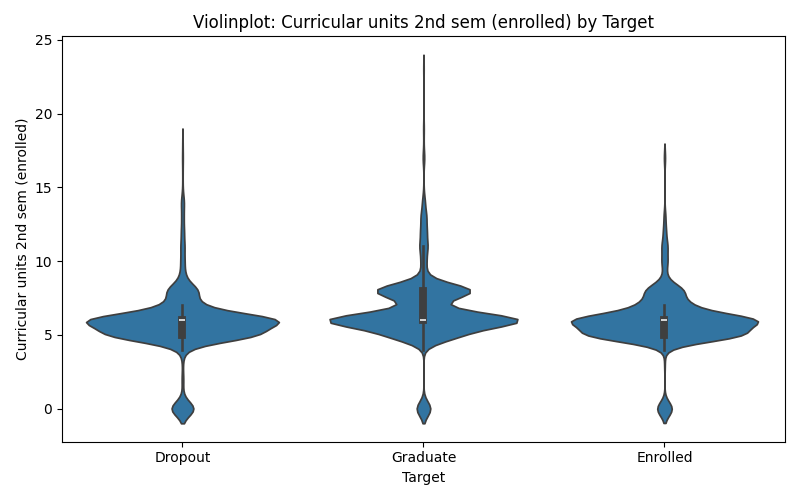 Violinplot: Curricular units 2nd sem (enrolled) by Target
Curricular units 2nd sem (enrolled)
25
20
15
10
5
0
Dropout
Graduate
Enrolled
Target